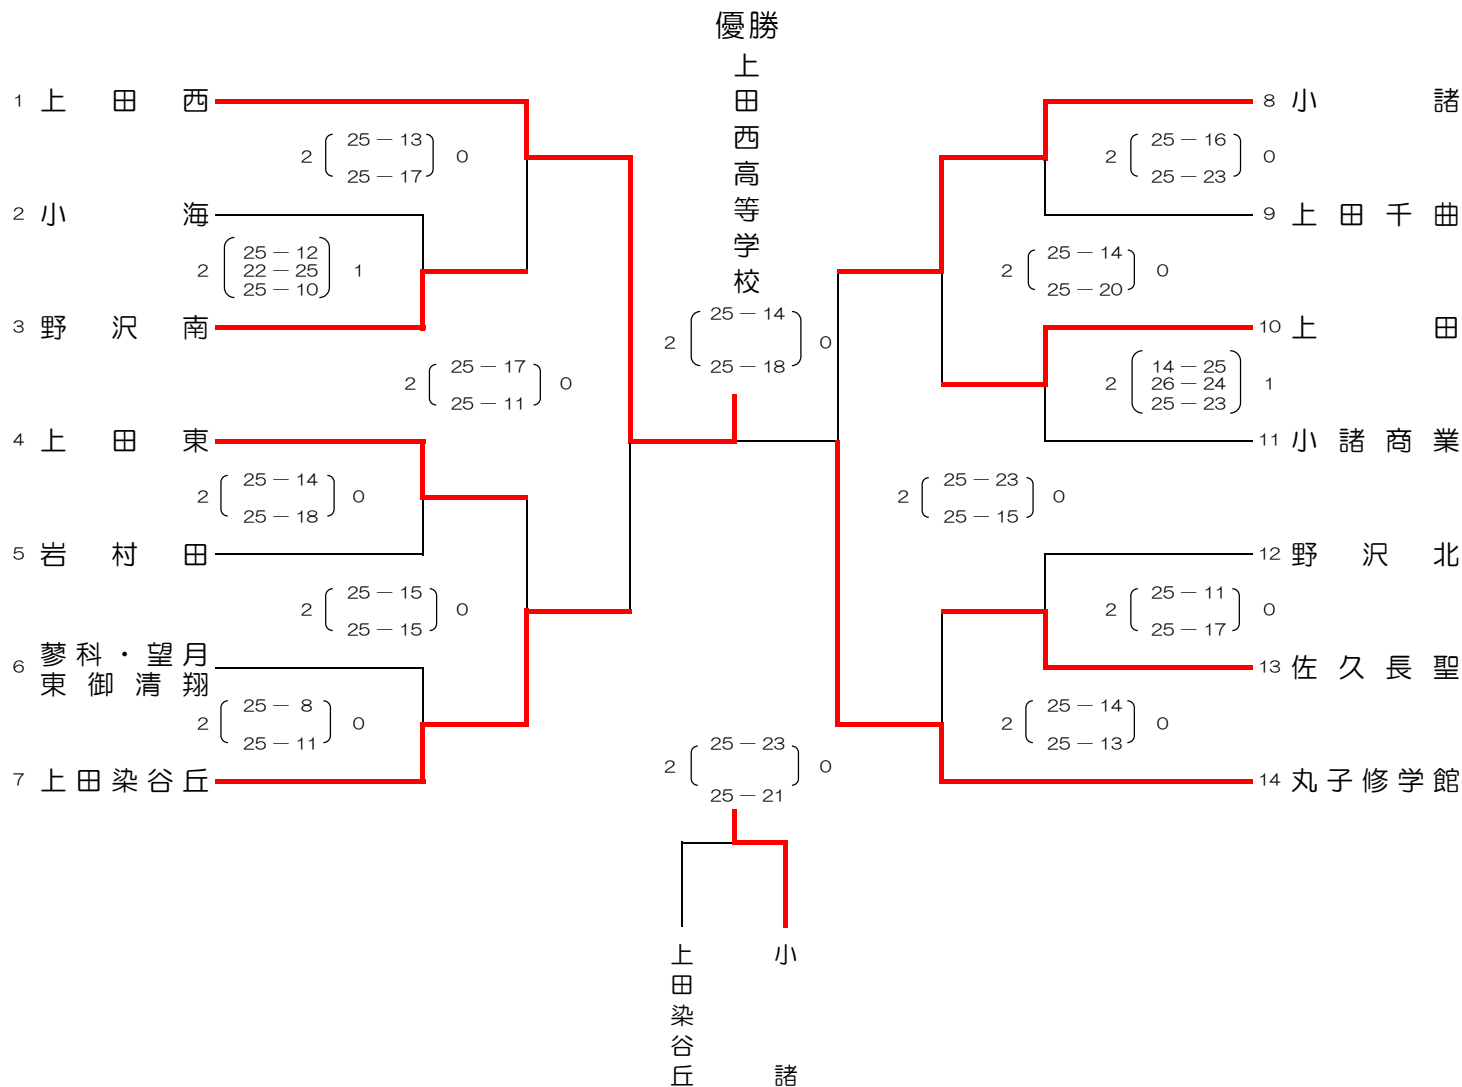 優勝
上田西高等学校
1 上田西
2 ( 25－13 25－17 ) 0
2 小海
2 ( 25－12 22－25 25－10 ) 1
3 野沢南
2 ( 25－17 25－11 ) 0
4 上田東
2 ( 25－14 25－18 ) 0
5 岩村田
2 ( 25－15 25－15 ) 0
6 蓼科・望月
東御清翔
2 ( 25－8 25－11 ) 0
7 上田染谷丘
2 ( 25－14 25－18 ) 0
8 小諸
2 ( 25－16 25－23 ) 0
9 上田千曲
2 ( 25－14 25－20 ) 0
10 上田
2 ( 14－25 26－24 25－23 ) 1
11 小諸商業
2 ( 25－23 25－15 ) 0
12 野沢北
2 ( 25－11 25－17 ) 0
13 佐久長聖
2 ( 25－14 25－13 ) 0
14 丸子修学館
2 ( 25－23 25－21 ) 0
上田染谷丘
小諸